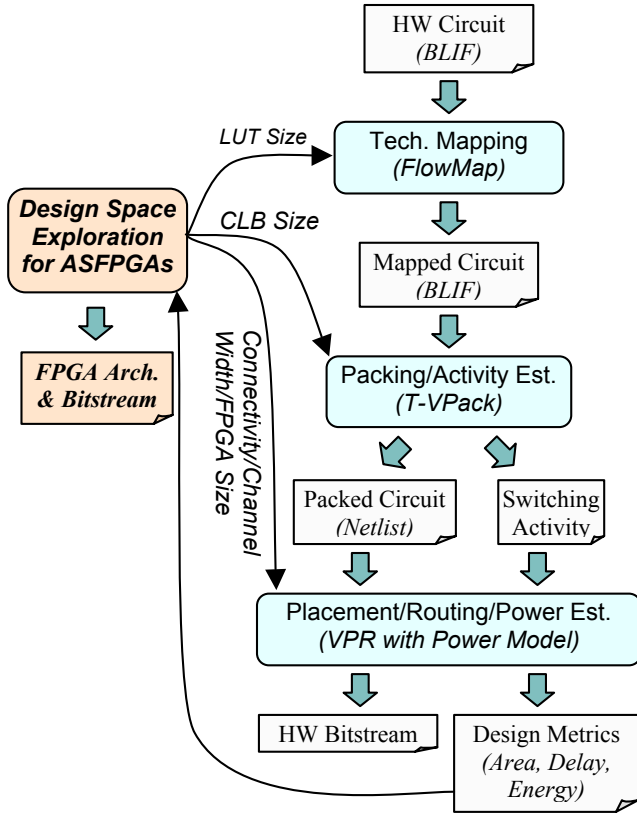 HW Circuit
(BLIF)
LUT Size
Tech. Mapping
(FlowMap)
Design Space
Exploration
for ASFPGAs
CLB Size
Mapped Circuit
(BLIF)
FPGA Arch.
& Bitstream
Connectivity/Channel
Width/FPGA Size
Packing/Activity Est.
(T-VPack)
Packed Circuit
(Netlist)
Switching
Activity
Placement/Routing/Power Est.
(VPR with Power Model)
HW Bitstream
Design Metrics
(Area, Delay,
Energy)